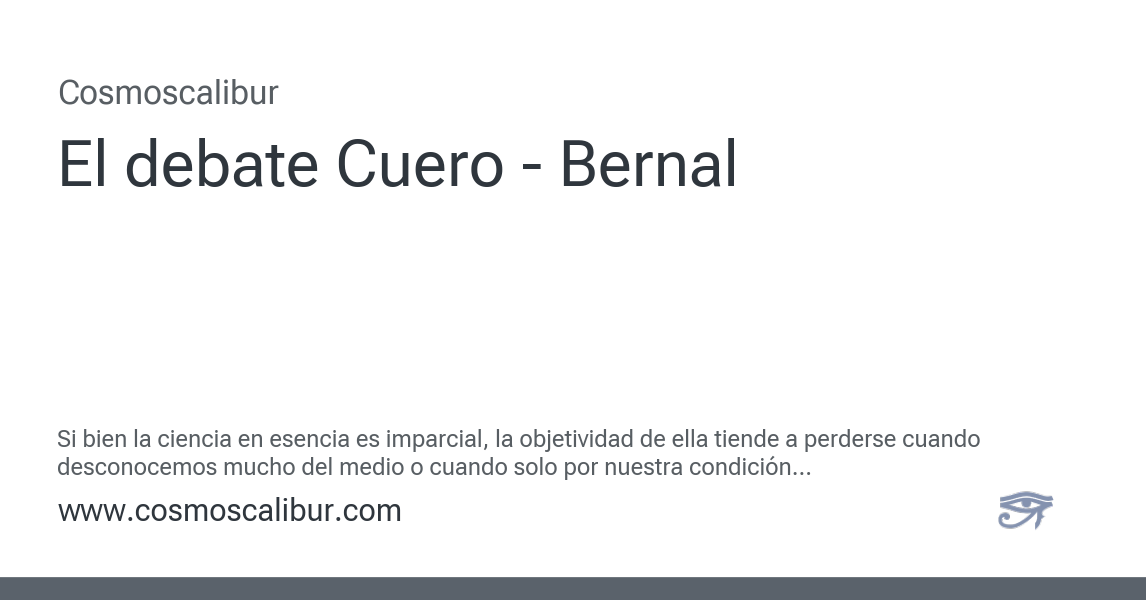 Cosmoscalibur
El debate Cuero - Bernal
Si bien la ciencia en esencia es imparcial, la objetividad de ella tiende a perderse cuando
desconocemos mucho del medio o cuando solo por nuestra condición...
www.cosmoscalibur.com